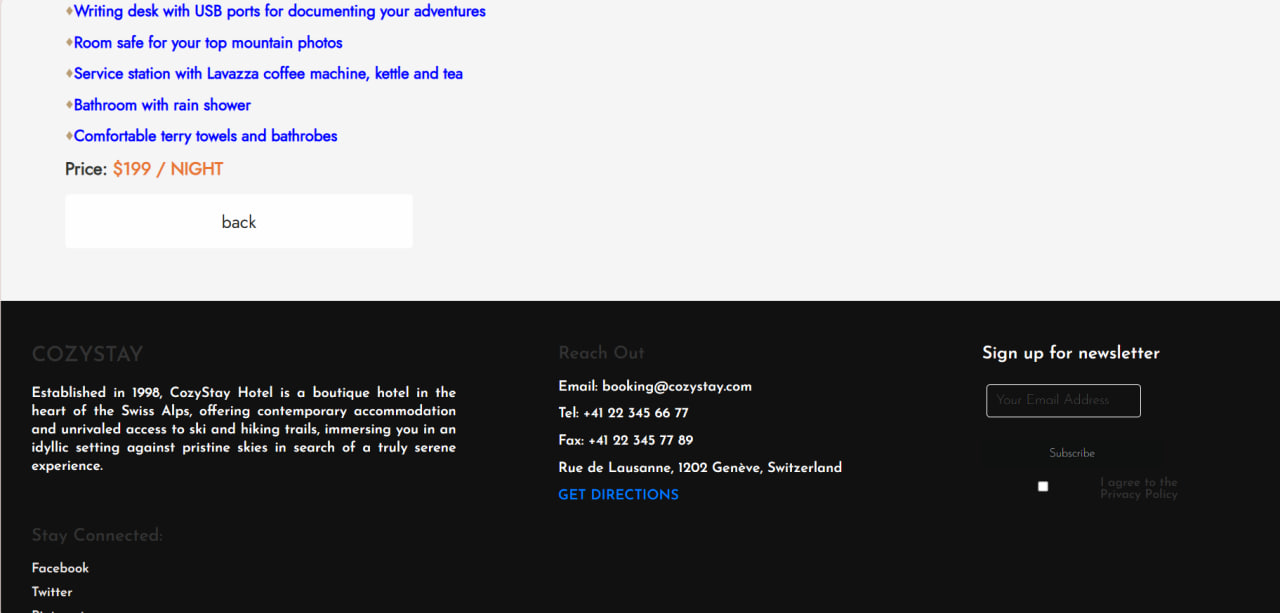 Writing desk with USB ports for documenting your adventures
Room safe for your top mountain photos
Service station with Lavazza coffee machine, kettle and tea
Bathroom with rain shower
Comfortable terry towels and bathrobes
Price: $199 / NIGHT
back
COZYSTAY
Established in 1998, CozyStay Hotel is a boutique hotel in the
heart of the Swiss Alps, offering contemporary accommodation
and unrivaled access to ski and hiking trails, immersing you in an
idyllic setting against pristine skies in search of a truly serene
experience.
Stay Connected:
Facebook
Twitter
Reach Out
Email: booking@cozystay.com
Tel: +41 22 345 66 77
Fax: +41 22 345 77 89
Rue de Lausanne, 1202 Genève, Switzerland
GET DIRECTIONS
Sign up for newsletter
Your Email Address
Subscribe
I agree to the
Privacy Policy